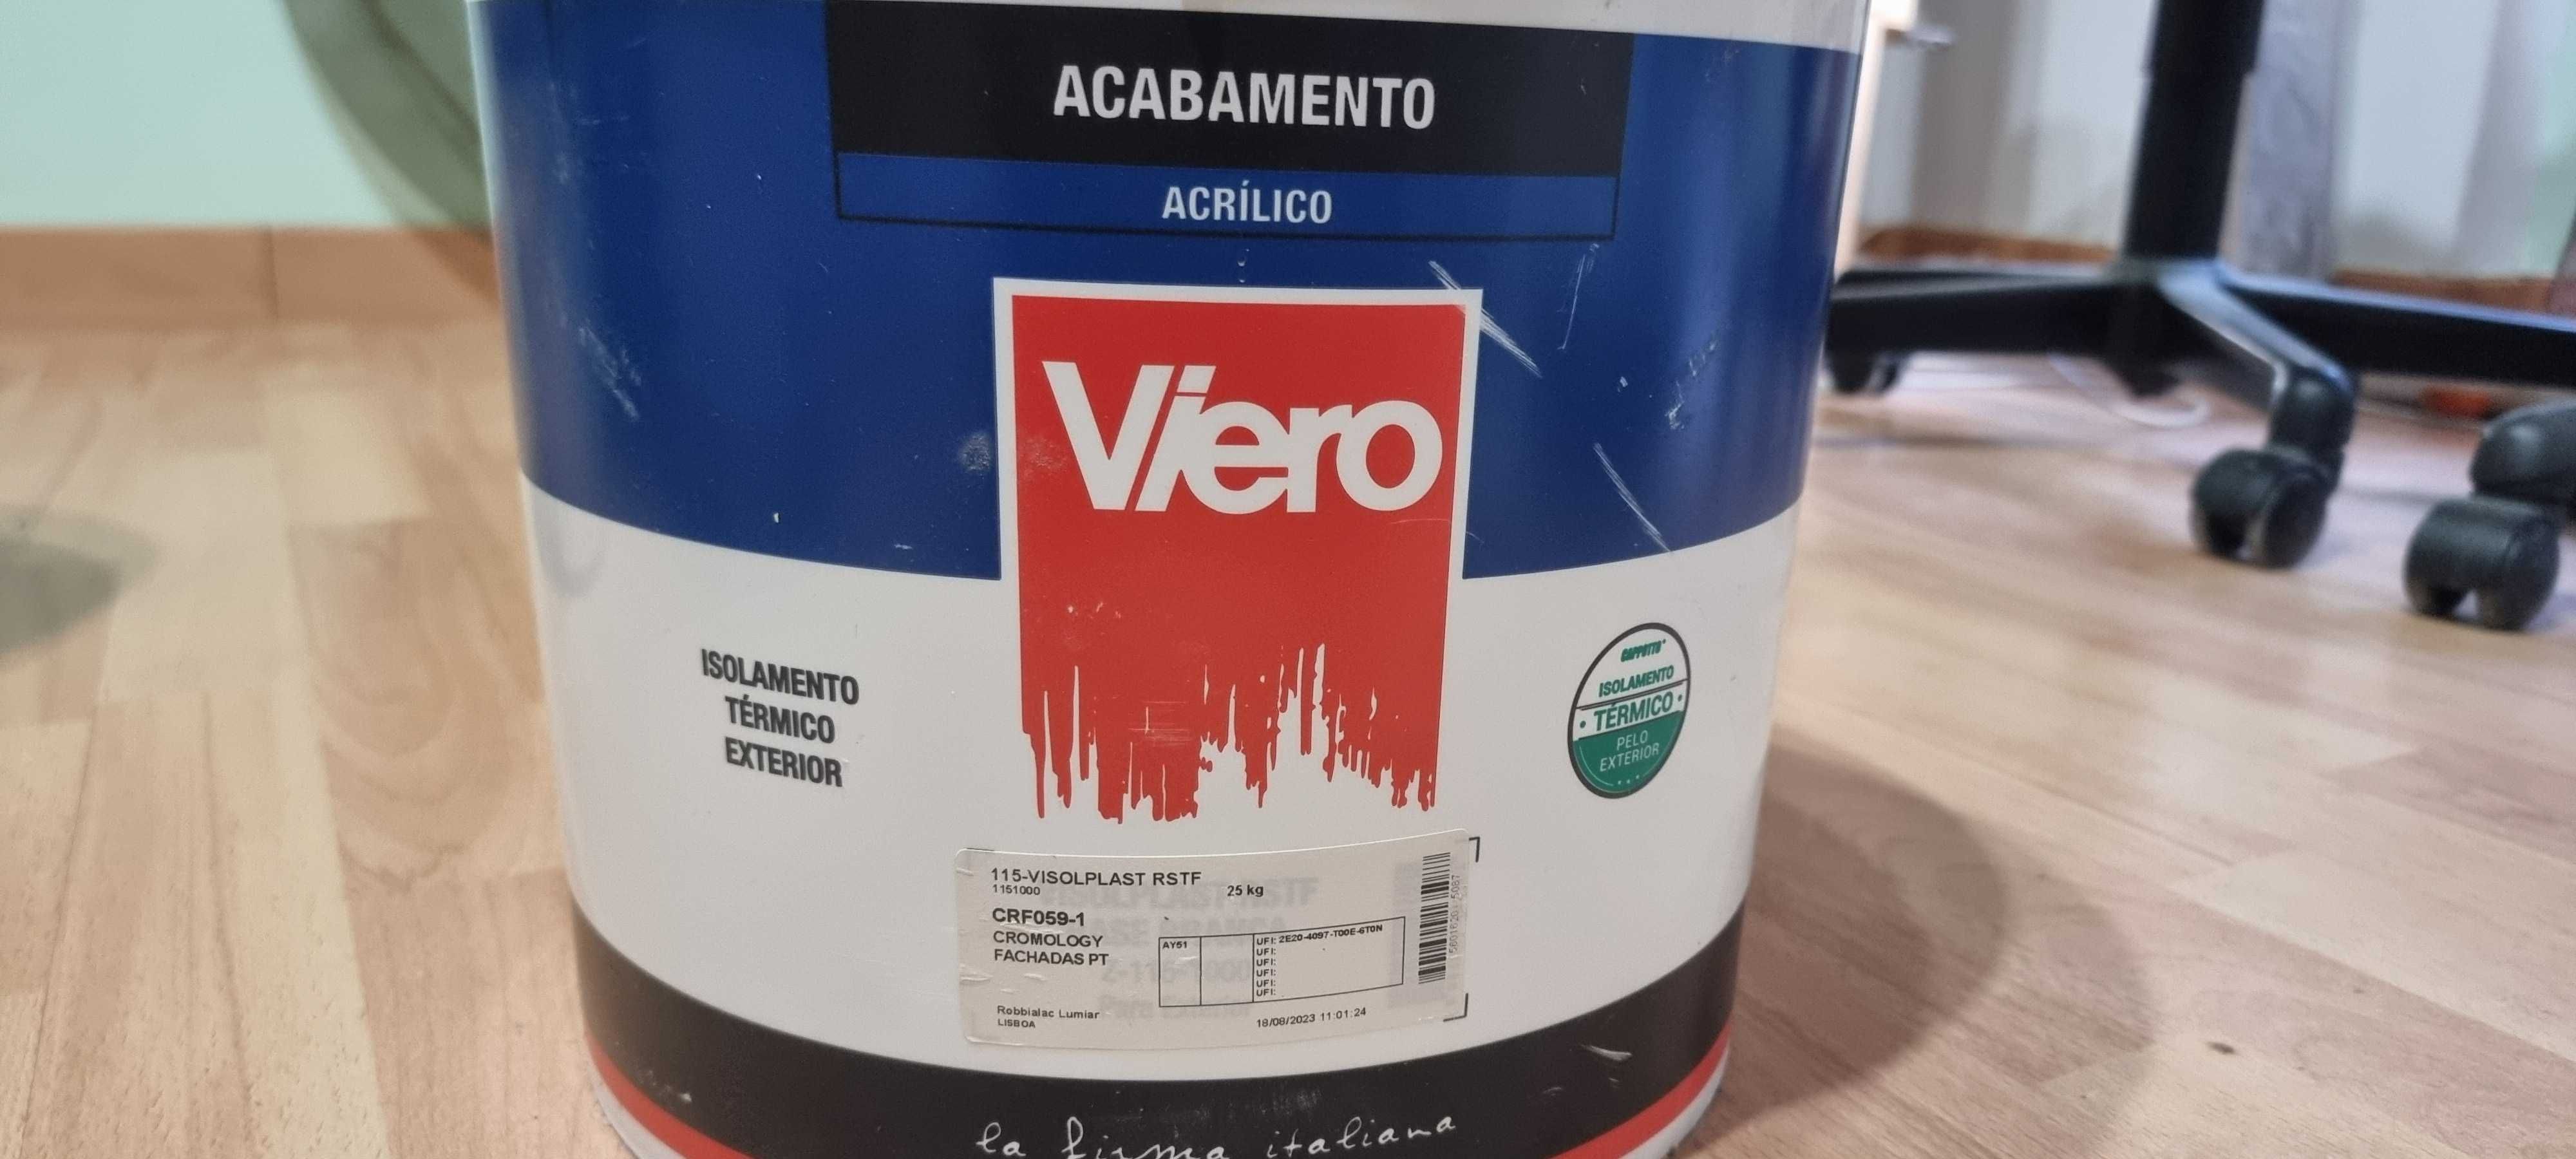 ACABAMENTO
ACRÍLICO
Viero
ISOLAMENTO
TÉRMICO
EXTERIOR
CAPPOTTO®
ISOLAMENTO
TÉRMICO
PELO
EXTERIOR
115-VISOLPLAST RSTF
1151000 25 kg
CRF059-1
CROMOLOGY
FACHADAS PT
AY51
UFI: 2E20-4097-T00E-6T0N
UFI:
UFI:
UFI:
UFI:
UFI:
Robbialac Lumiar
LISBOA
18/08/2023 11:01:24
la firma italiana